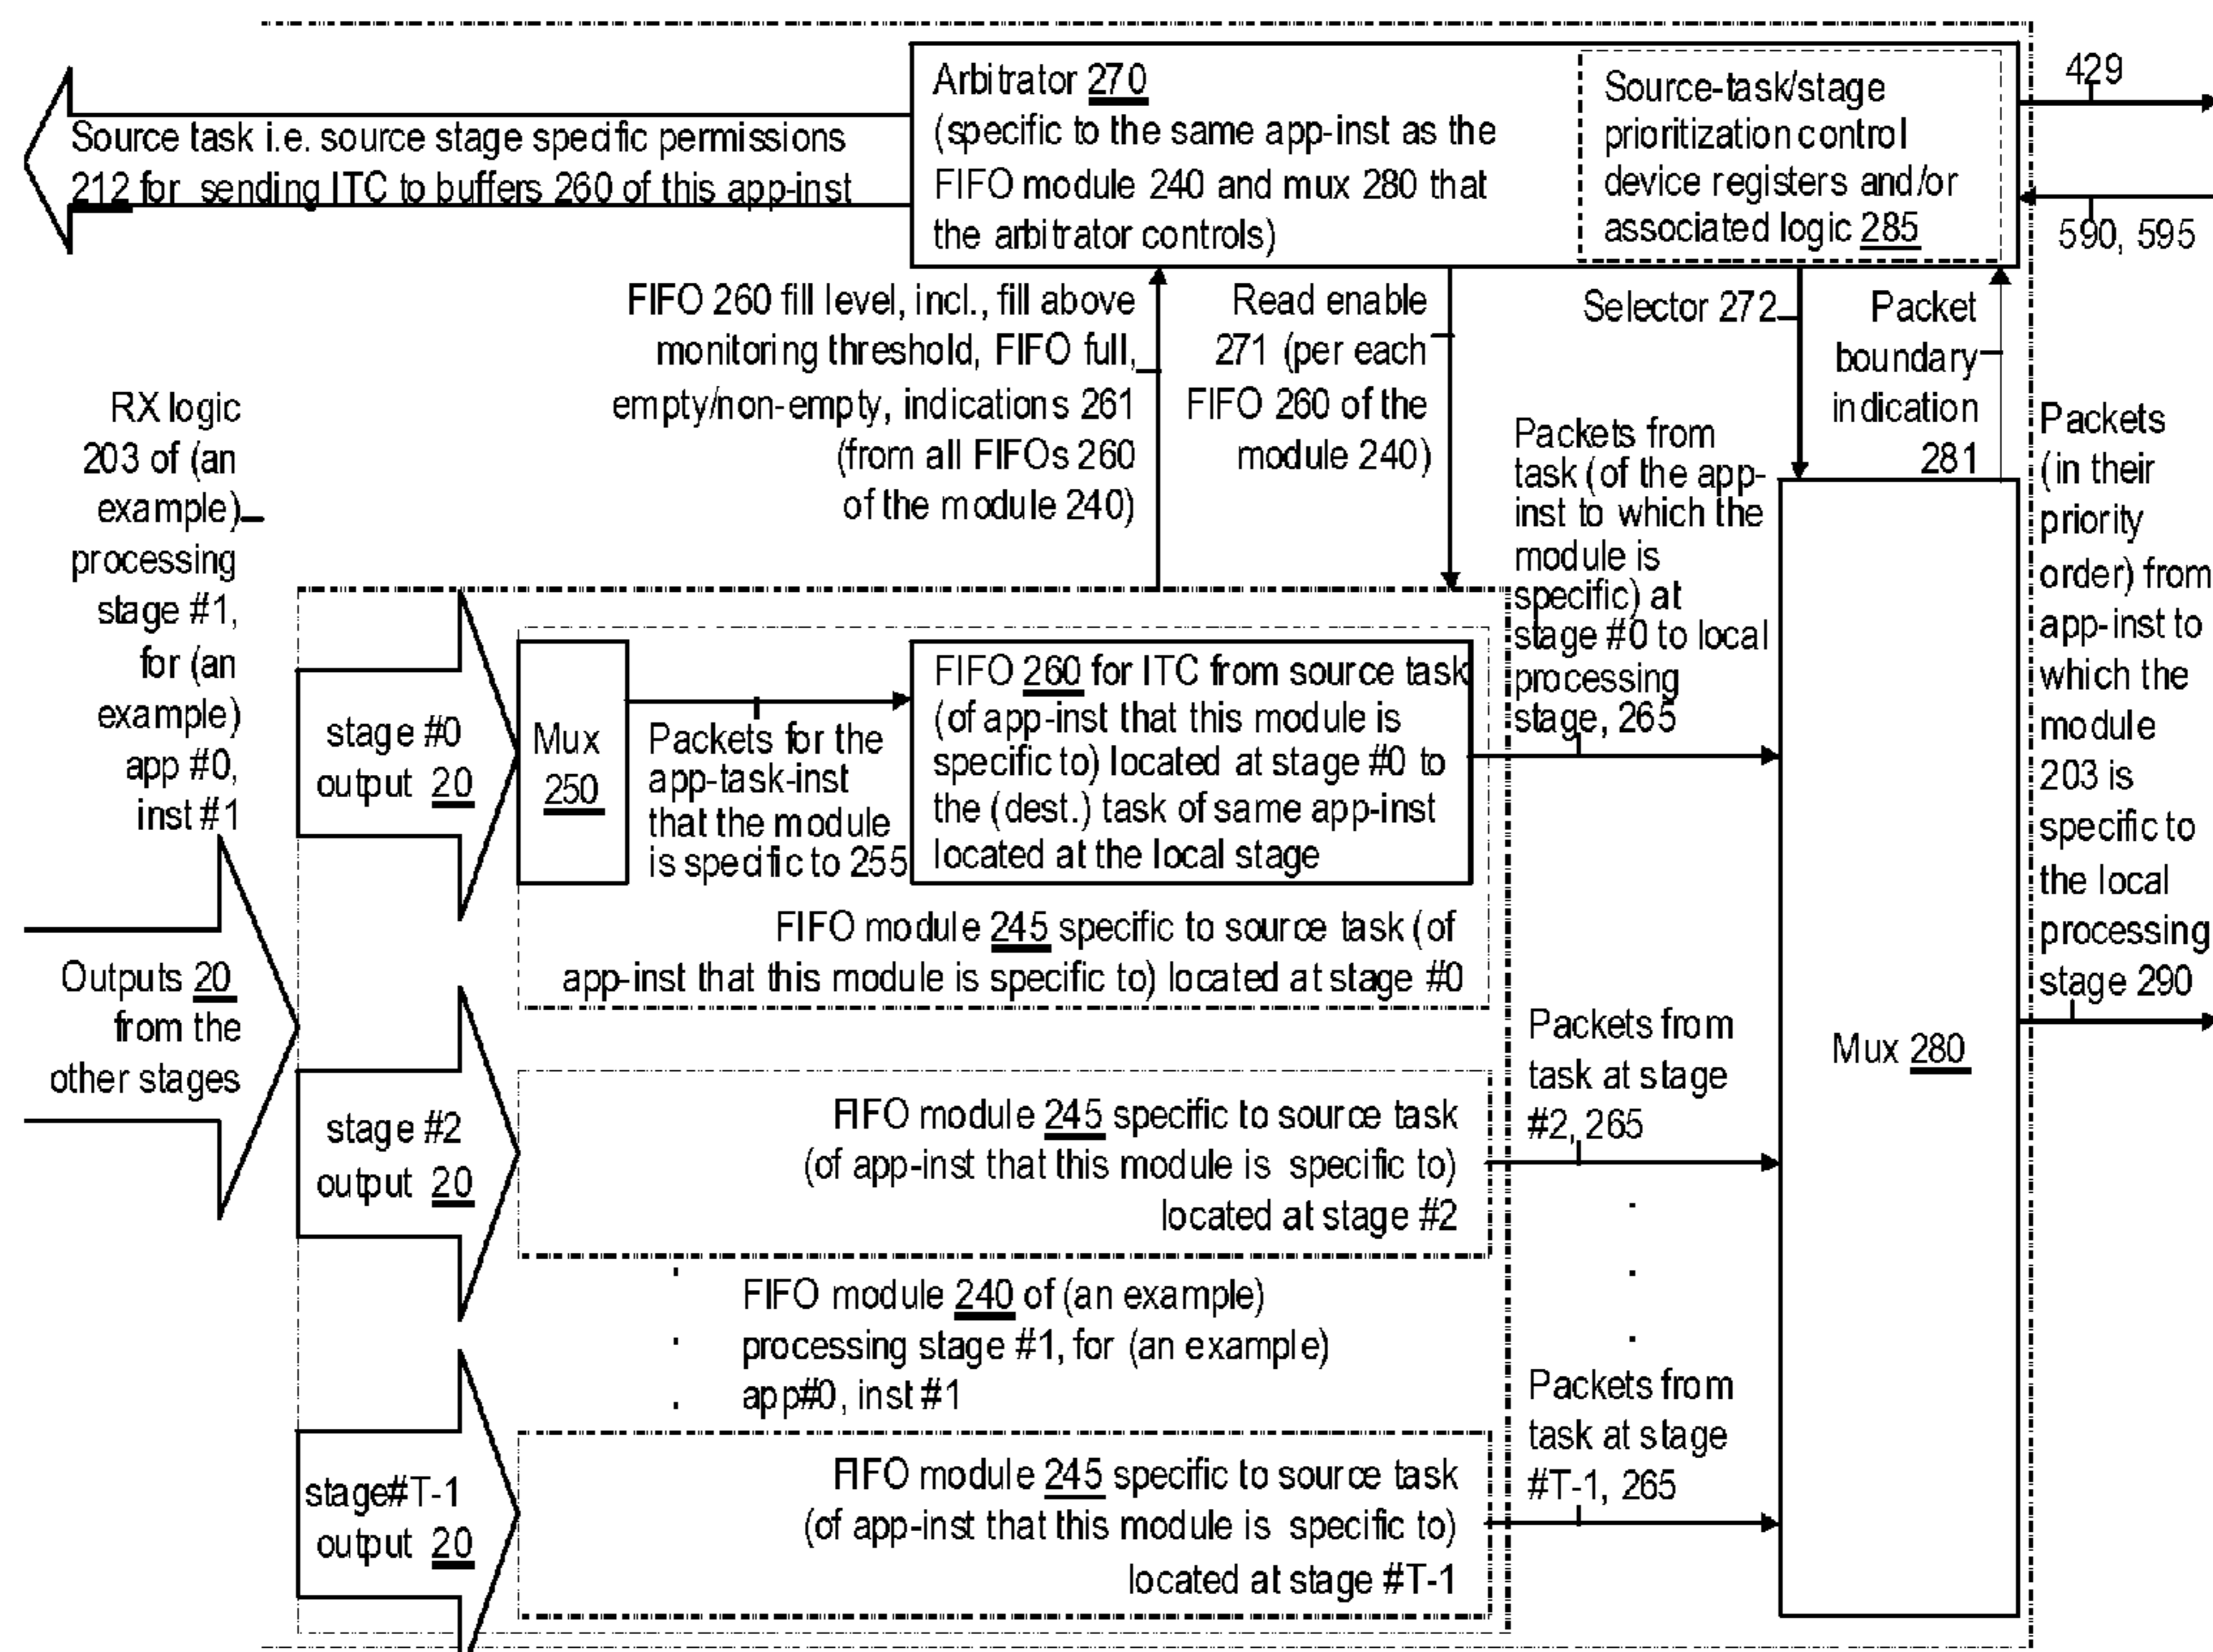 Arbitrator 270
(specific to the same app-inst as the
FIFO module 240 and mux 280 that
the arbitrator controls)
Source-task/stage
prioritization control
device registers and/or
associated logic 285
429
590, 595
Source task i.e. source stage specific permissions
212 for sending ITC to buffers 260 of this app-inst
FIFO 260 fill level, incl., fill above
monitoring threshold, FIFO full,
empty/non-empty, indications 261
(from all FIFOs 260
of the module 240)
Read enable
271 (per each
FIFO 260 of the
module 240)
Selector 272
Packet
boundary
indication
281
RX logic
203 of (an
example)
processing
stage #1,
for (an
example)
app #0,
inst #1
Packets from
task (of the app-
inst to which the
module is
specific) at
stage #0 to local
processing
stage, 265
Packets
(in their
priority
order) from
app-inst to
which the
module
203 is
specific to
the local
processing
stage 290
stage #0
output 20
Mux
250
Packets for the
app-task-inst
that the module
is specific to 255
FIFO 260 for ITC from source task
(of app-inst that this module is
specific to) located at stage #0 to
the (dest.) task of same app-inst
located at the local stage
FIFO module 245 specific to source task (of
app-inst that this module is specific to) located at stage #0
Outputs 20
from the
other stages
stage #2
output 20
FIFO module 245 specific to source task
(of app-inst that this module is specific to)
located at stage #2
Packets from
task at stage
#2, 265
Mux 280
FIFO module 240 of (an example)
processing stage #1, for (an example)
app#0, inst #1
stage#T-1
output 20
FIFO module 245 specific to source task
(of app-inst that this module is specific to)
located at stage #T-1
Packets from
task at stage
#T-1, 265